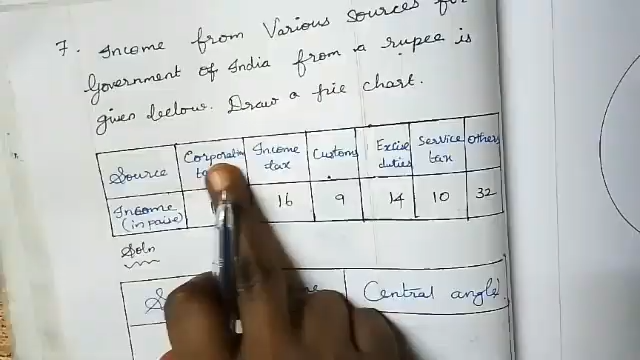 7. Income from Various sources for
Government of India from a rupee is
given below. Draw a pie chart.
Source Corporation Income tax Customs Excise duties Service tax Others
Income (in paise) 16 9 14 10 32
Soln
Central angle